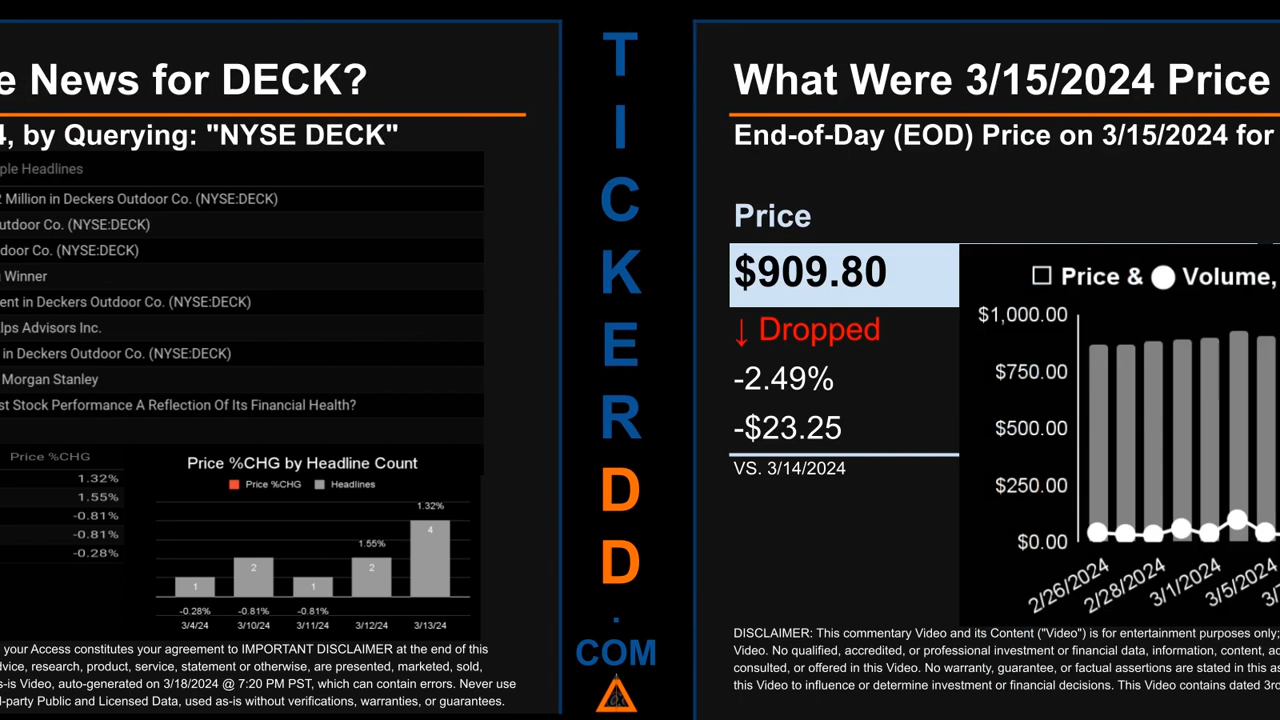 e News for DECK?
4, by Querying: "NYSE DECK"
ple Headlines
2 Million in Deckers Outdoor Co. (NYSE:DECK)
utdoor Co. (NYSE:DECK)
door Co. (NYSE:DECK)
g Winner
ent in Deckers Outdoor Co. (NYSE:DECK)
Alps Advisors Inc.
in Deckers Outdoor Co. (NYSE:DECK)
Morgan Stanley
st Stock Performance A Reflection Of Its Financial Health?
Price %CHG
1.32%
1.55%
-0.81%
-0.81%
-0.28%
Price %CHG by Headline Count
Price %CHG Headlines
1 2 1 2 4
1.55% 1.32%
-0.28% -0.81% -0.81%
3/4/24 3/10/24 3/11/24 3/12/24 3/13/24
your Access constitutes your agreement to IMPORTANT DISCLAIMER at the end of this
dvice, research, product, service, statement or otherwise, are presented, marketed, sold,
s-is Video, auto-generated on 3/18/2024 @ 7:20 PM PST, which can contain errors. Never use
d-party Public and Licensed Data, used as-is without verifications, warranties, or guarantees.
TICKERDD
.
COM
What Were 3/15/2024 Price
End-of-Day (EOD) Price on 3/15/2024 for
Price
$909.80
↓ Dropped
-2.49%
-$23.25
VS. 3/14/2024
Price & Volume,
$1,000.00
$750.00
$500.00
$250.00
$0.00
2/26/2024 2/28/2024 3/1/2024 3/5/2024 3/7
DISCLAIMER: This commentary Video and its Content ("Video") is for entertainment purposes only;
Video. No qualified, accredited, or professional investment or financial data, information, content, ad
consulted, or offered in this Video. No warranty, guarantee, or factual assertions are stated in this as
this Video to influence or determine investment or financial decisions. This Video contains dated 3rd